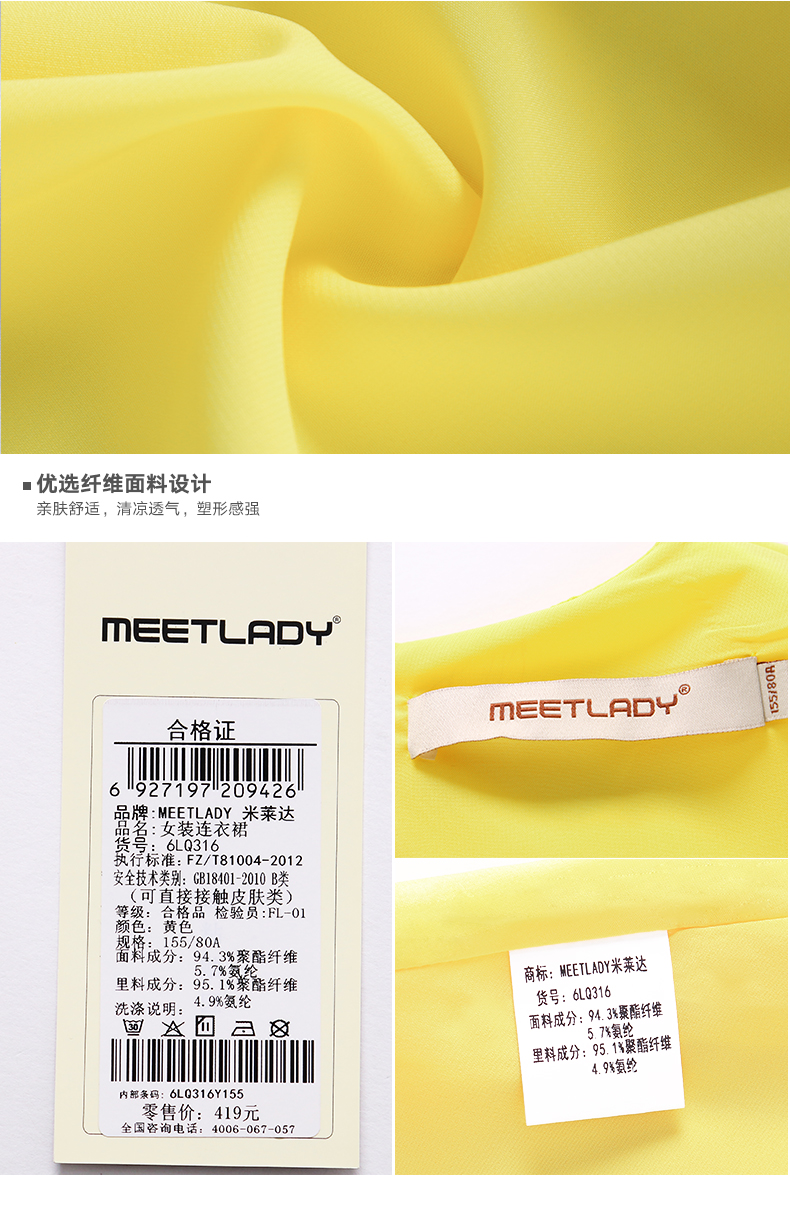 优选纤维面料设计
亲肤舒适，清凉透气，塑形感强
MEETLADY®
合格证
6 927197 209426
品牌:MEETLADY 米莱达
品名:女装连衣裙
货号: 6LQ316
执行标准: FZ/T81004-2012
安全技术类别: GB18401-2010 B类
（可直接接触皮肤类）
等级: 合格品 检验员:FL-01
颜色: 黄色
规格: 155/80A
面料成分: 94.3%聚酯纤维
5.7%氨纶
里料成分: 95.1%聚酯纤维
4.9%氨纶
洗涤说明:
30
内部条码: 6LQ316Y155
零售价: 419元
全国咨询电话: 4006-067-057
MEETLADY®
155/80A
商标: MEETLADY米莱达
货号: 6LQ316
面料成分: 94.3%聚酯纤维
5.7%氨纶
里料成分: 95.1%聚酯纤维
4.9%氨纶